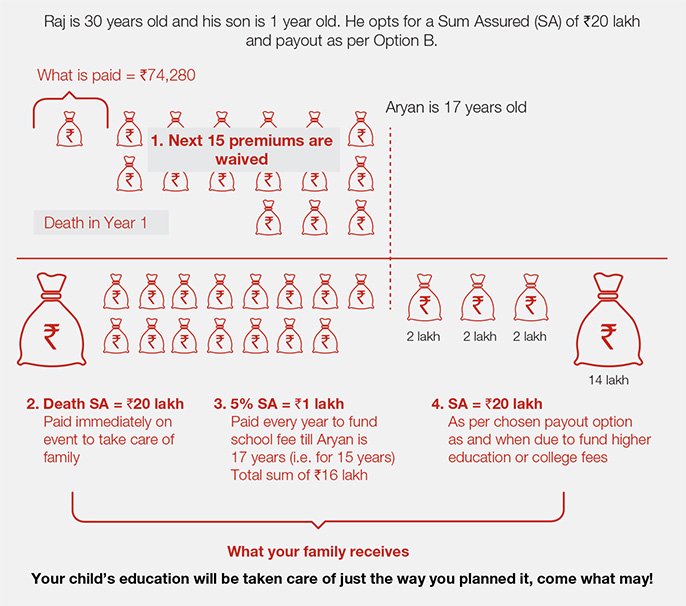 Raj is 30 years old and his son is 1 year old. He opts for a Sum Assured (SA) of ₹20 lakh
and payout as per Option B.
What is paid = ₹74,280
Aryan is 17 years old
1. Next 15 premiums are
waived
Death in Year 1
2 lakh
2 lakh
2 lakh
14 lakh
2. Death SA = ₹20 lakh
Paid immediately on
event to take care of
family
3. 5% SA = ₹1 lakh
Paid every year to fund
school fee till Aryan is
17 years (i.e. for 15 years)
Total sum of ₹16 lakh
4. SA = ₹20 lakh
As per chosen payout option
as and when due to fund higher
education or college fees
What your family receives
Your child's education will be taken care of just the way you planned it, come what may!